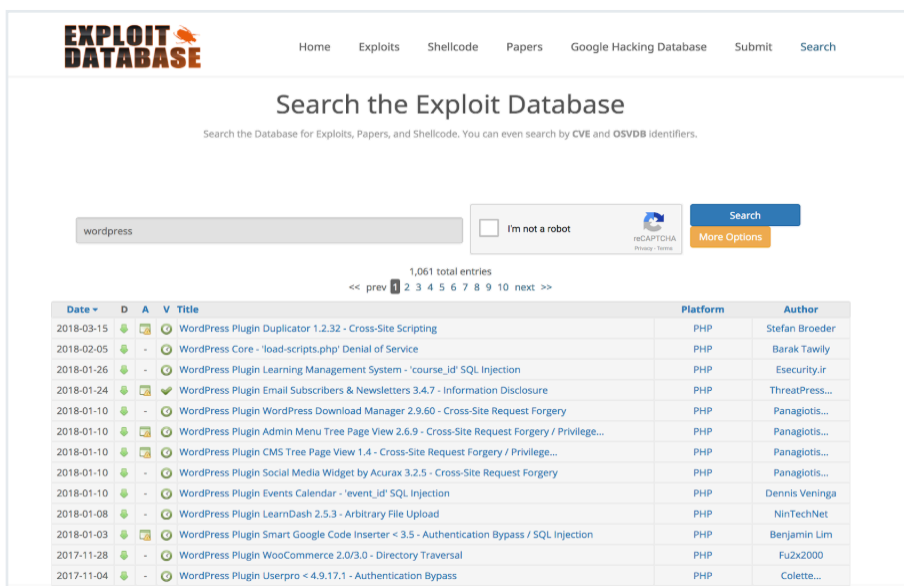 EXPLOIT
DATABASE
Home Exploits Shellcode Papers Google Hacking Database Submit Search
Search the Exploit Database
Search the Database for Exploits, Papers, and Shellcode. You can even search by CVE and OSVDB identifiers.
wordpress
I'm not a robot
reCAPTCHA
Privacy - Terms
Search
More Options
1,061 total entries
<< prev 1 2 3 4 5 6 7 8 9 10 next >>
Date D A V Title Platform Author
2018-03-15 WordPress Plugin Duplicator 1.2.32 - Cross-Site Scripting PHP Stefan Broeder
2018-02-05 - WordPress Core - 'load-scripts.php' Denial of Service PHP Barak Tawily
2018-01-26 - WordPress Plugin Learning Management System - 'course_id' SQL Injection PHP Esecurity.ir
2018-01-24 WordPress Plugin Email Subscribers & Newsletters 3.4.7 - Information Disclosure PHP ThreatPress...
2018-01-10 - WordPress Plugin WordPress Download Manager 2.9.60 - Cross-Site Request Forgery PHP Panagiotis...
2018-01-10 WordPress Plugin Admin Menu Tree Page View 2.6.9 - Cross-Site Request Forgery / Privilege... PHP Panagiotis...
2018-01-10 WordPress Plugin CMS Tree Page View 1.4 - Cross-Site Request Forgery / Privilege... PHP Panagiotis...
2018-01-10 - WordPress Plugin Social Media Widget by Acurax 3.2.5 - Cross-Site Request Forgery PHP Panagiotis...
2018-01-10 - WordPress Plugin Events Calendar - 'event_id' SQL Injection PHP Dennis Veninga
2018-01-08 - WordPress Plugin LearnDash 2.5.3 - Arbitrary File Upload PHP NinTechNet
2018-01-03 WordPress Plugin Smart Google Code Inserter < 3.5 - Authentication Bypass / SQL Injection PHP Benjamin Lim
2017-11-28 - WordPress Plugin WooCommerce 2.0/3.0 - Directory Traversal PHP Fu2x2000
2017-11-04 - WordPress Plugin Userpro < 4.9.17.1 - Authentication Bypass PHP Colette...